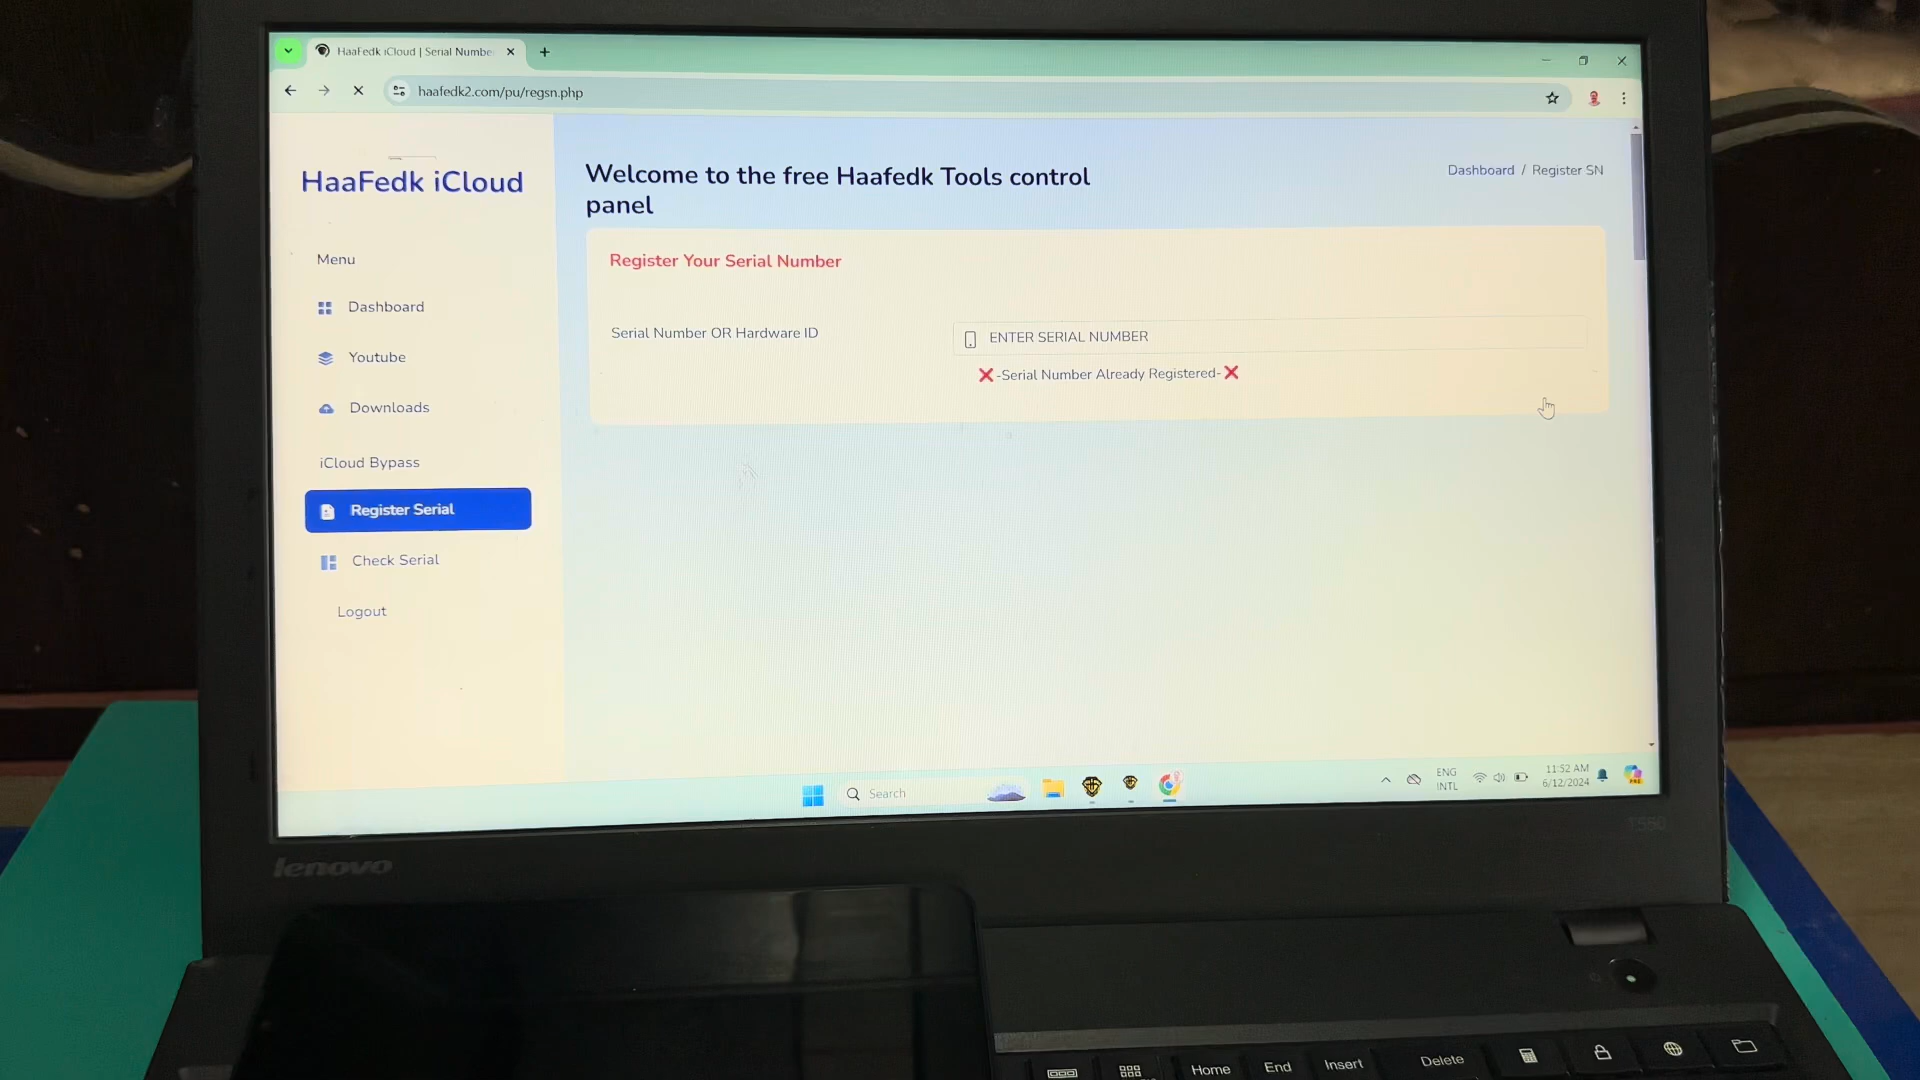 HaaFedk iCloud | Serial Numbe
haafedk2.com/pu/regsn.php
HaaFedk iCloud
Menu
Dashboard
Youtube
Downloads
iCloud Bypass
Register Serial
Check Serial
Logout
Welcome to the free Haafedk Tools control
panel
Dashboard / Register SN
Register Your Serial Number
Serial Number OR Hardware ID
ENTER SERIAL NUMBER
❌-Serial Number Already Registered-❌
Search
ENG
INTL
11:52 AM
6/12/2024
PRE
lenovo
T550
Home
End
Insert
Delete